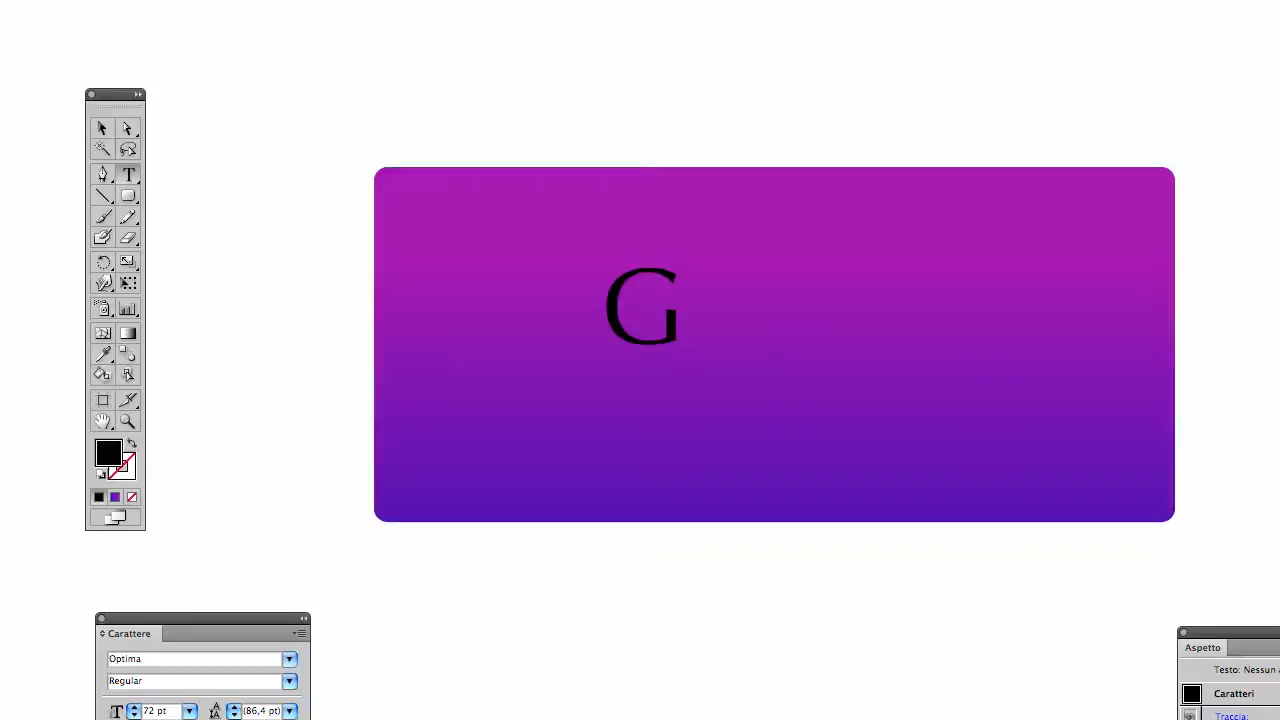 G
Carattere
Optima
Regular
72 pt
(86,4 pt)
Aspetto
Testo: Nessun
Caratteri
Traccia: